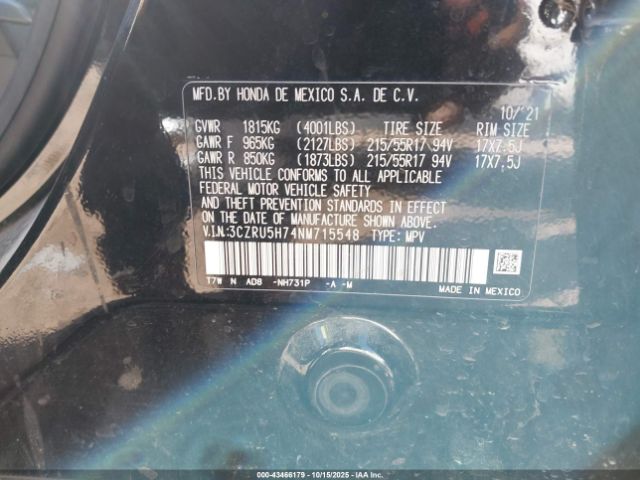 MFD.BY HONDA DE MEXICO S.A. DE C.V.
10/'21
GVWR 1815KG (4001LBS) TIRE SIZE RIM SIZE
GAWR F 965KG (2127LBS) 215/55R17 94V 17X7.5J
GAWR R 850KG (1873LBS) 215/55R17 94V 17X7.5J
THIS VEHICLE CONFORMS TO ALL APPLICABLE
FEDERAL MOTOR VEHICLE SAFETY
AND THEFT PREVENTION STANDARDS IN EFFECT
ON THE DATE OF MANUFACTURE SHOWN ABOVE.
V.I.N:3CZRU5H74NM715548 TYPE: MPV
T7W N AD8 -NH731P -A -M
MADE IN MEXICO
000-43466179 | 10/15/2025 | IAAI.COM